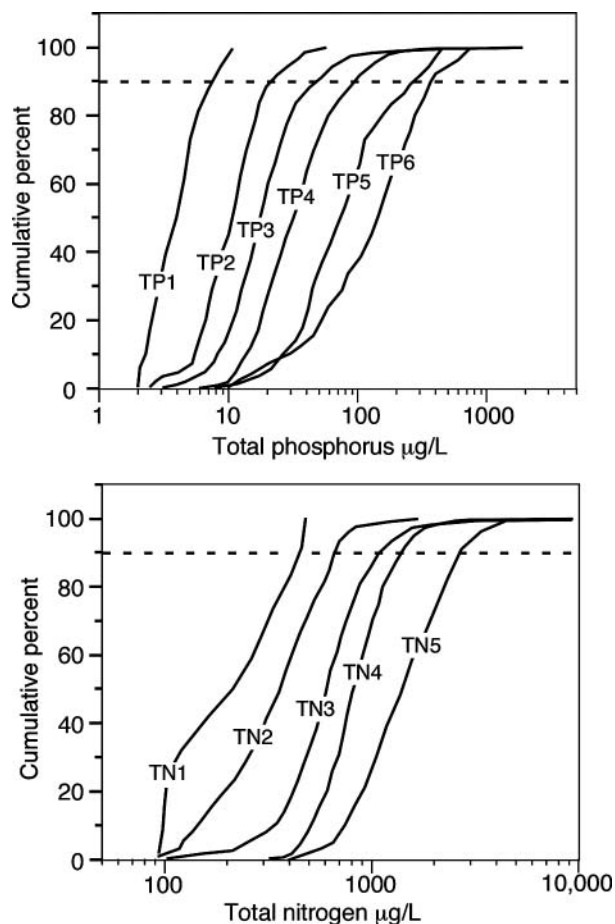 100
80
60
40
20
0
Cumulative percent
TP1
TP2
TP3
TP4
TP5
TP6
1
10
100
1000
Total phosphorus μg/L
100
80
60
40
20
0
Cumulative percent
TN1
TN2
TN3
TN4
TN5
100
1000
10,000
Total nitrogen μg/L